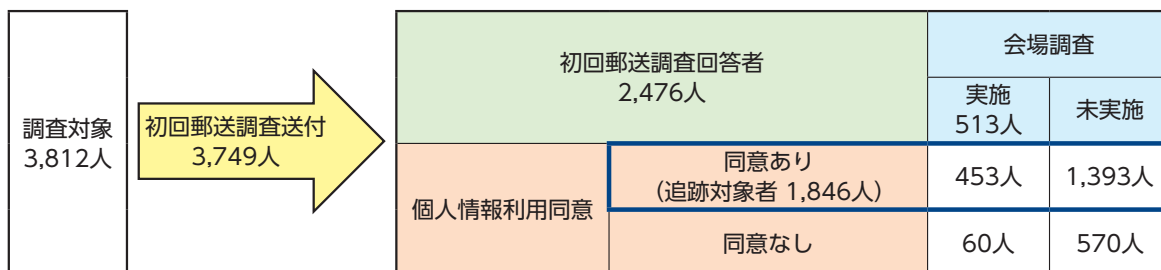 調査対象
3,812人
初回郵送調査送付
3,749人
初回郵送調査回答者
2,476人
会場調査
実施
513人
未実施
個人情報利用同意
同意あり
（追跡対象者 1,846人）
453人
1,393人
同意なし
60人
570人